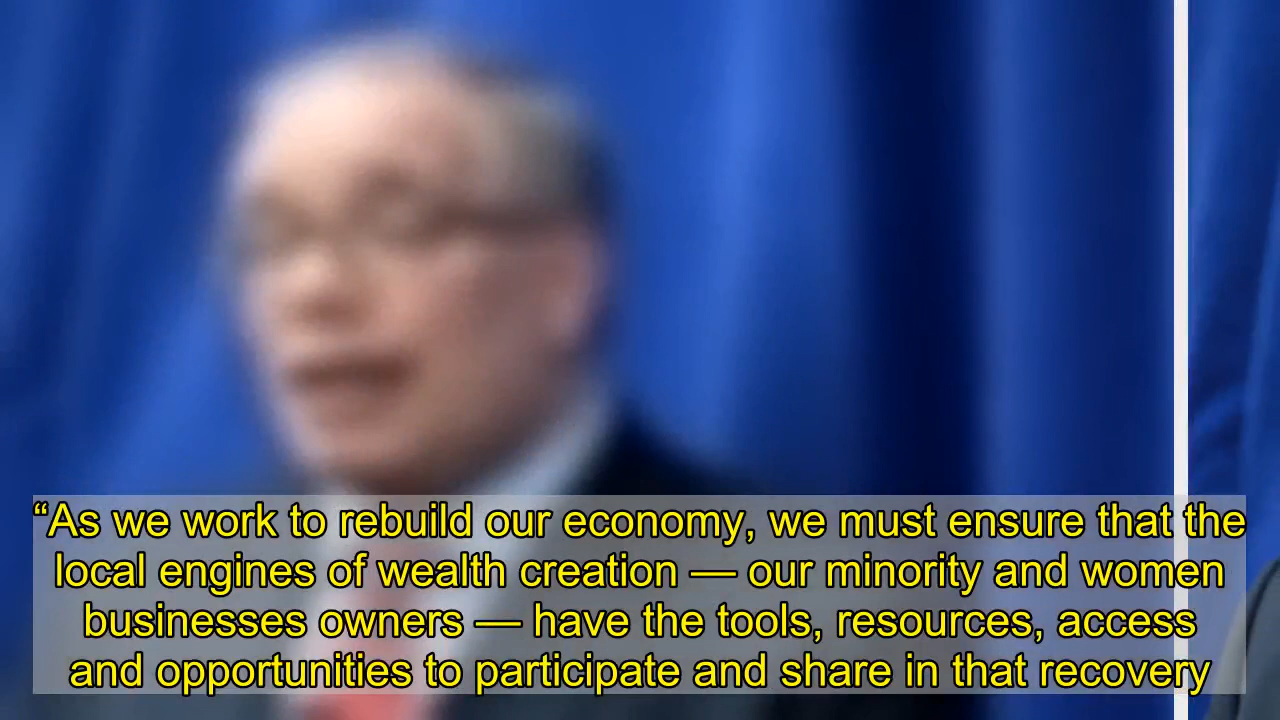 “As we work to rebuild our economy, we must ensure that the
local engines of wealth creation — our minority and women
businesses owners — have the tools, resources, access
and opportunities to participate and share in that recovery